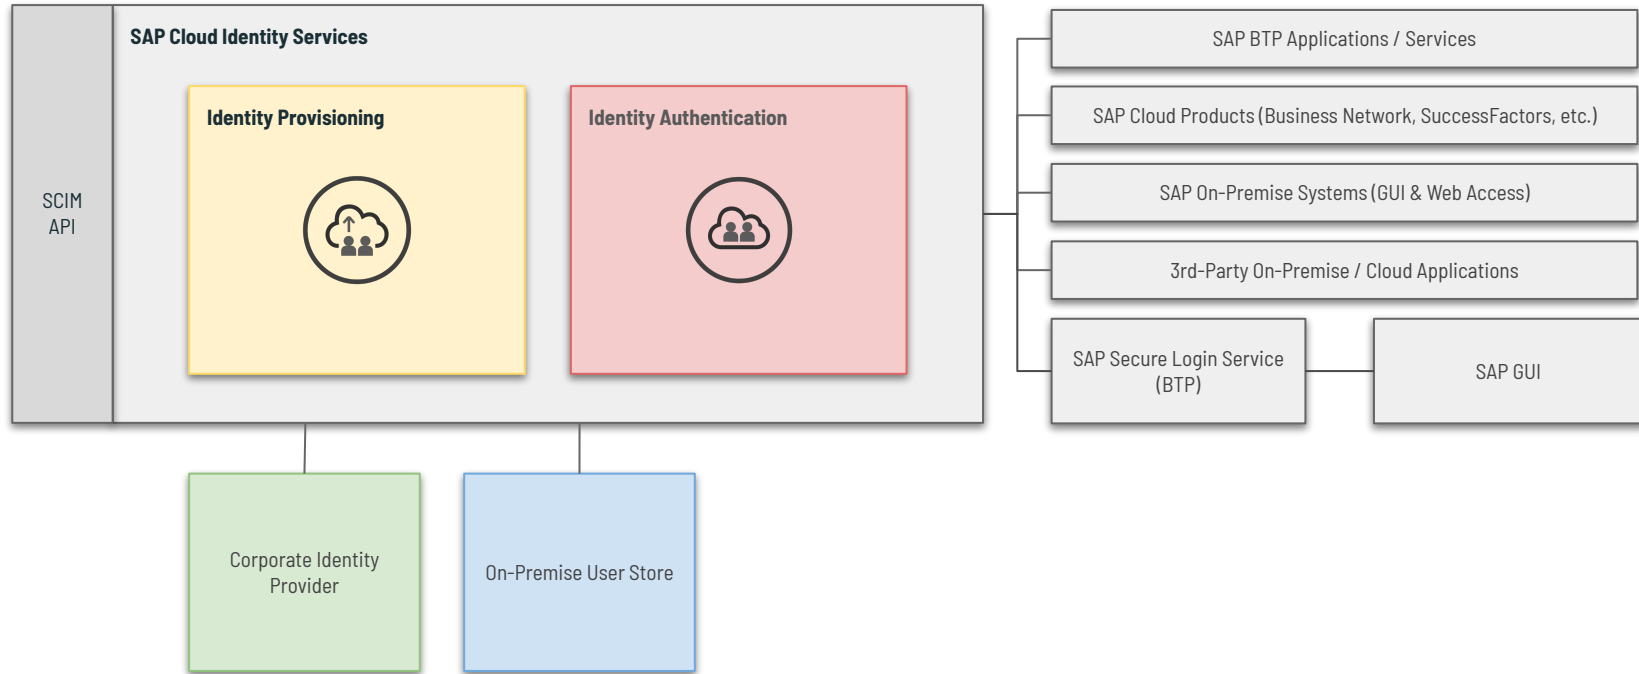 SAP Cloud Identity Services
SCIM
API
Identity Provisioning
Identity Authentication
SAP BTP Applications / Services
SAP Cloud Products (Business Network, SuccessFactors, etc.)
SAP On-Premise Systems (GUI & Web Access)
3rd-Party On-Premise / Cloud Applications
SAP Secure Login Service
(BTP)
SAP GUI
Corporate Identity
Provider
On-Premise User Store